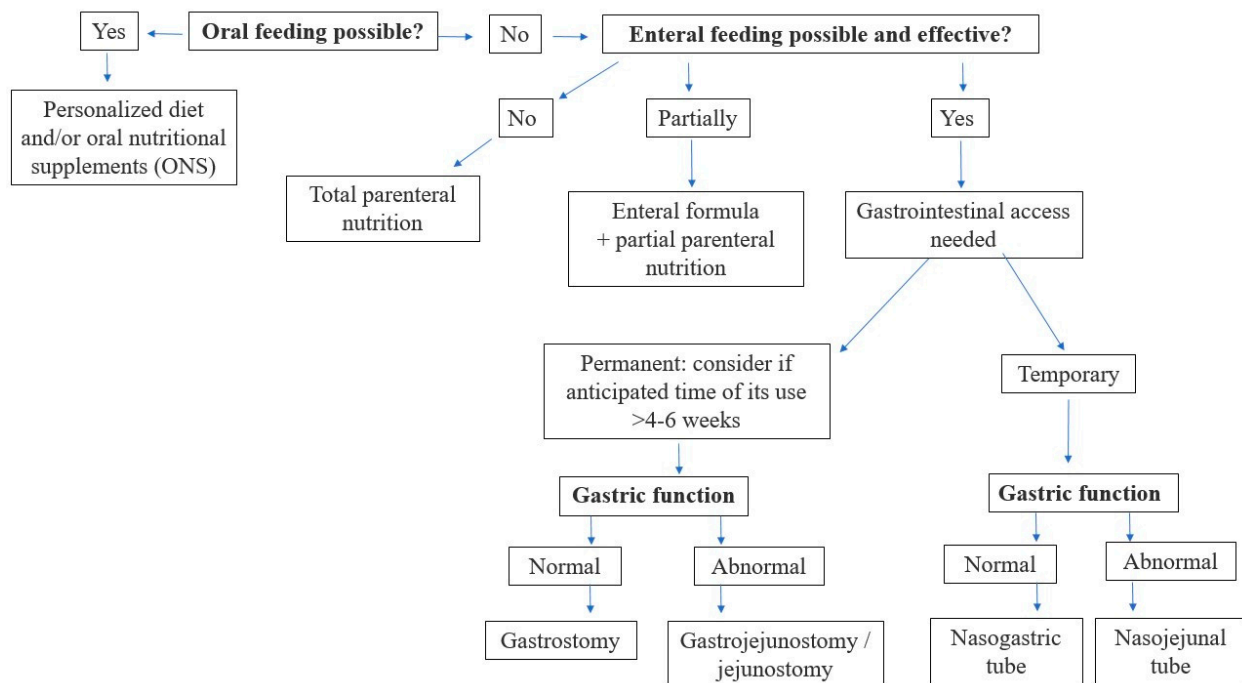 Yes
Oral feeding possible?
No
Enteral feeding possible and effective?
Personalized diet
and/or oral nutritional
supplements (ONS)
No
Partially
Yes
Total parenteral
nutrition
Enteral formula
+ partial parenteral
nutrition
Gastrointestinal access
needed
Permanent: consider if
anticipated time of its use
>4-6 weeks
Temporary
Gastric function
Gastric function
Normal
Abnormal
Normal
Abnormal
Gastrostomy
Gastrojejunostomy /
jejunostomy
Nasogastric
tube
Nasojejunal
tube